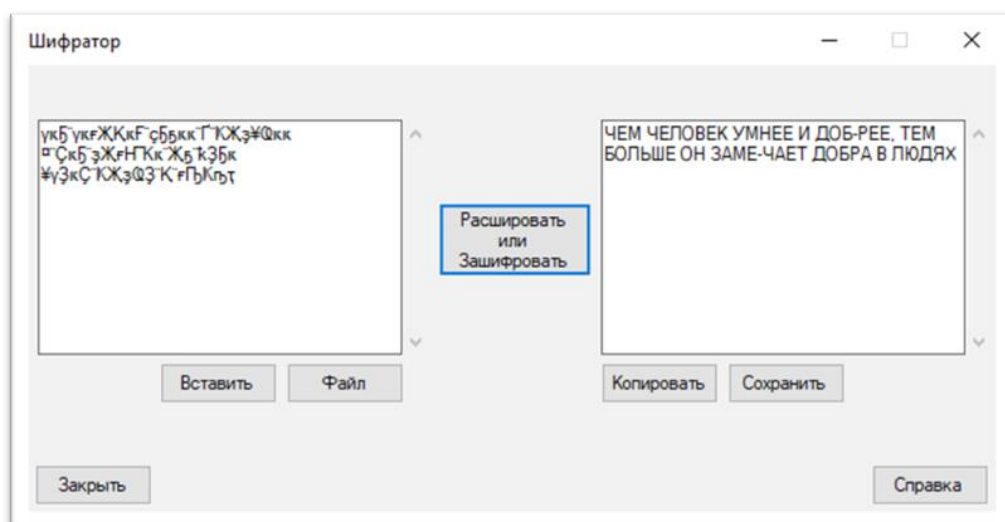 Шифратор
ЧЕМ ЧЕЛОВЕК УМНЕЕ И ДОБ-РЕЕ, ТЕМ
БОЛЬШЕ ОН ЗАМЕ-ЧАЕТ ДОБРА В ЛЮДЯХ
Расшировать
или
Зашифровать
Вставить
Файл
Копировать
Сохранить
Закрыть
Справка